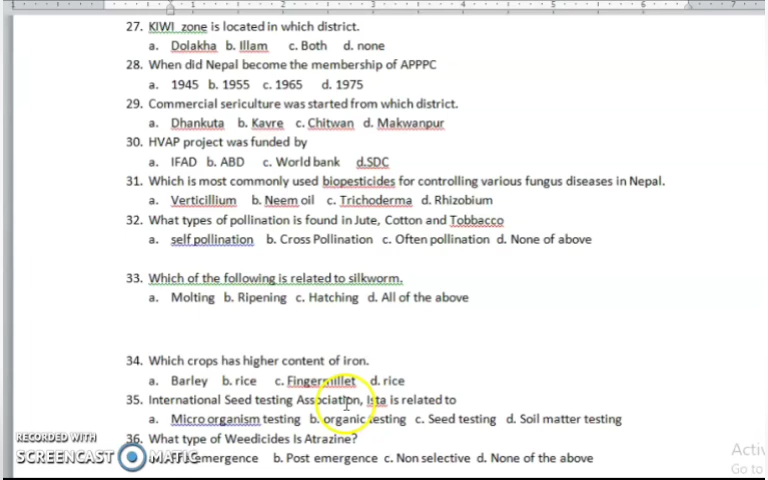 27. KIWI zone is located in which district.
a. Dolakha b. Illam c. Both d. none
28. When did Nepal become the membership of APPPC
a. 1945 b. 1955 c. 1965 d. 1975
29. Commercial sericulture was started from which district.
a. Dhankuta b. Kavre c. Chitwan d. Makwanpur
30. HVAP project was funded by
a. IFAD b. ABD c. World bank d.SDC
31. Which is most commonly used biopesticides for controlling various fungus diseases in Nepal.
a. Verticillium b. Neem oil c. Trichoderma d. Rhizobium
32. What types of pollination is found in Jute, Cotton and Tobbacco
a. self pollination b. Cross Pollination c. Often pollination d. None of above
33. Which of the following is related to silkworm.
a. Molting b. Ripening c. Hatching d. All of the above
34. Which crops has higher content of iron.
a. Barley b. rice c. Fingermillet d. rice
35. International Seed testing Association, Ista is related to
a. Micro organism testing b. organic testing c. Seed testing d. Soil matter testing
RECORDED WITH
36. What type of Weedicides Is Atrazine?
SCREENCAST MATIC
emergence b. Post emergence c. Non selective d. None of the above
Go to